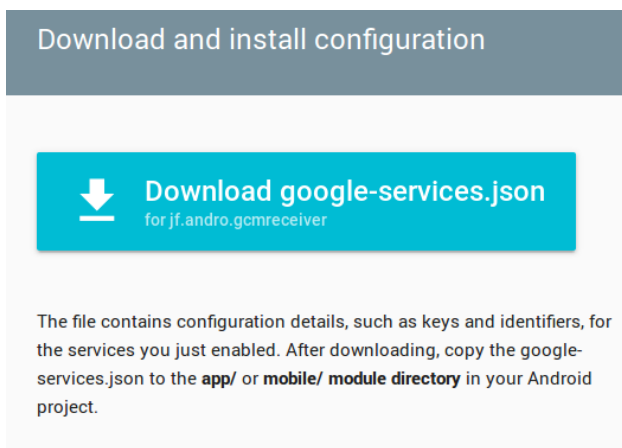 Download and install configuration
Download google-services.json
for jf.andro.gcmreceiver
The file contains configuration details, such as keys and identifiers, for
the services you just enabled. After downloading, copy the google-
services.json to the app/ or mobile/ module directory in your Android
project.